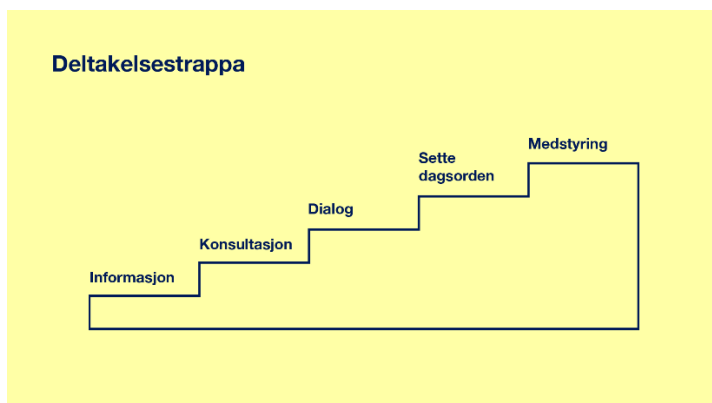 Deltakelsestrappa
Medstyring
Sette
dagsorden
Dialog
Konsultasjon
Informasjon